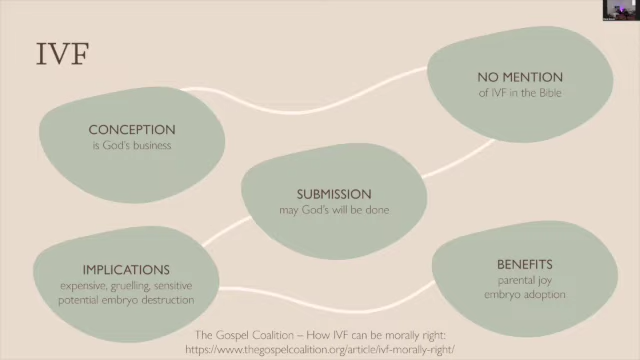 IVF
CONCEPTION
is God's business
NO MENTION
of IVF in the Bible
SUBMISSION
may God's will be done
IMPLICATIONS
expensive, gruelling, sensitive
potential embryo destruction
BENEFITS
parental joy
embryo adoption
The Gospel Coalition – How IVF can be morally right:
https://www.thegospelcoalition.org/article/ivf-morally-right/